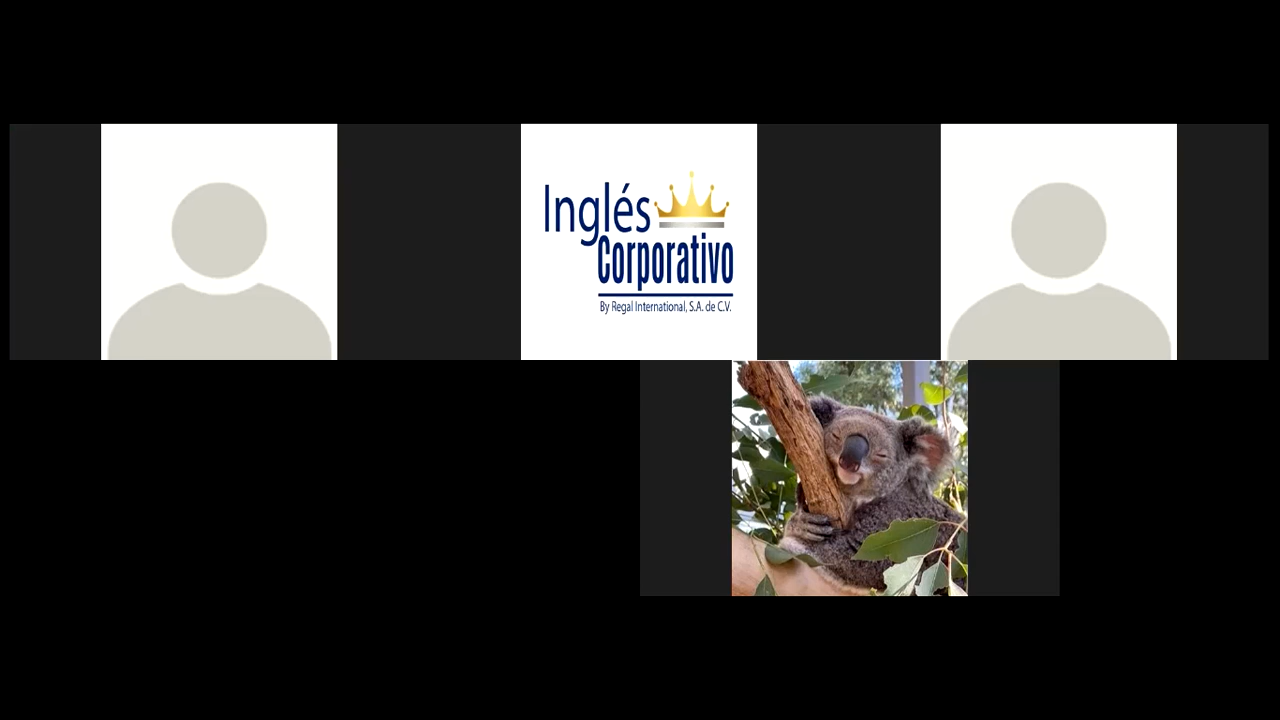 Inglés
Corporativo
By Regal International, S.A. de C.V.